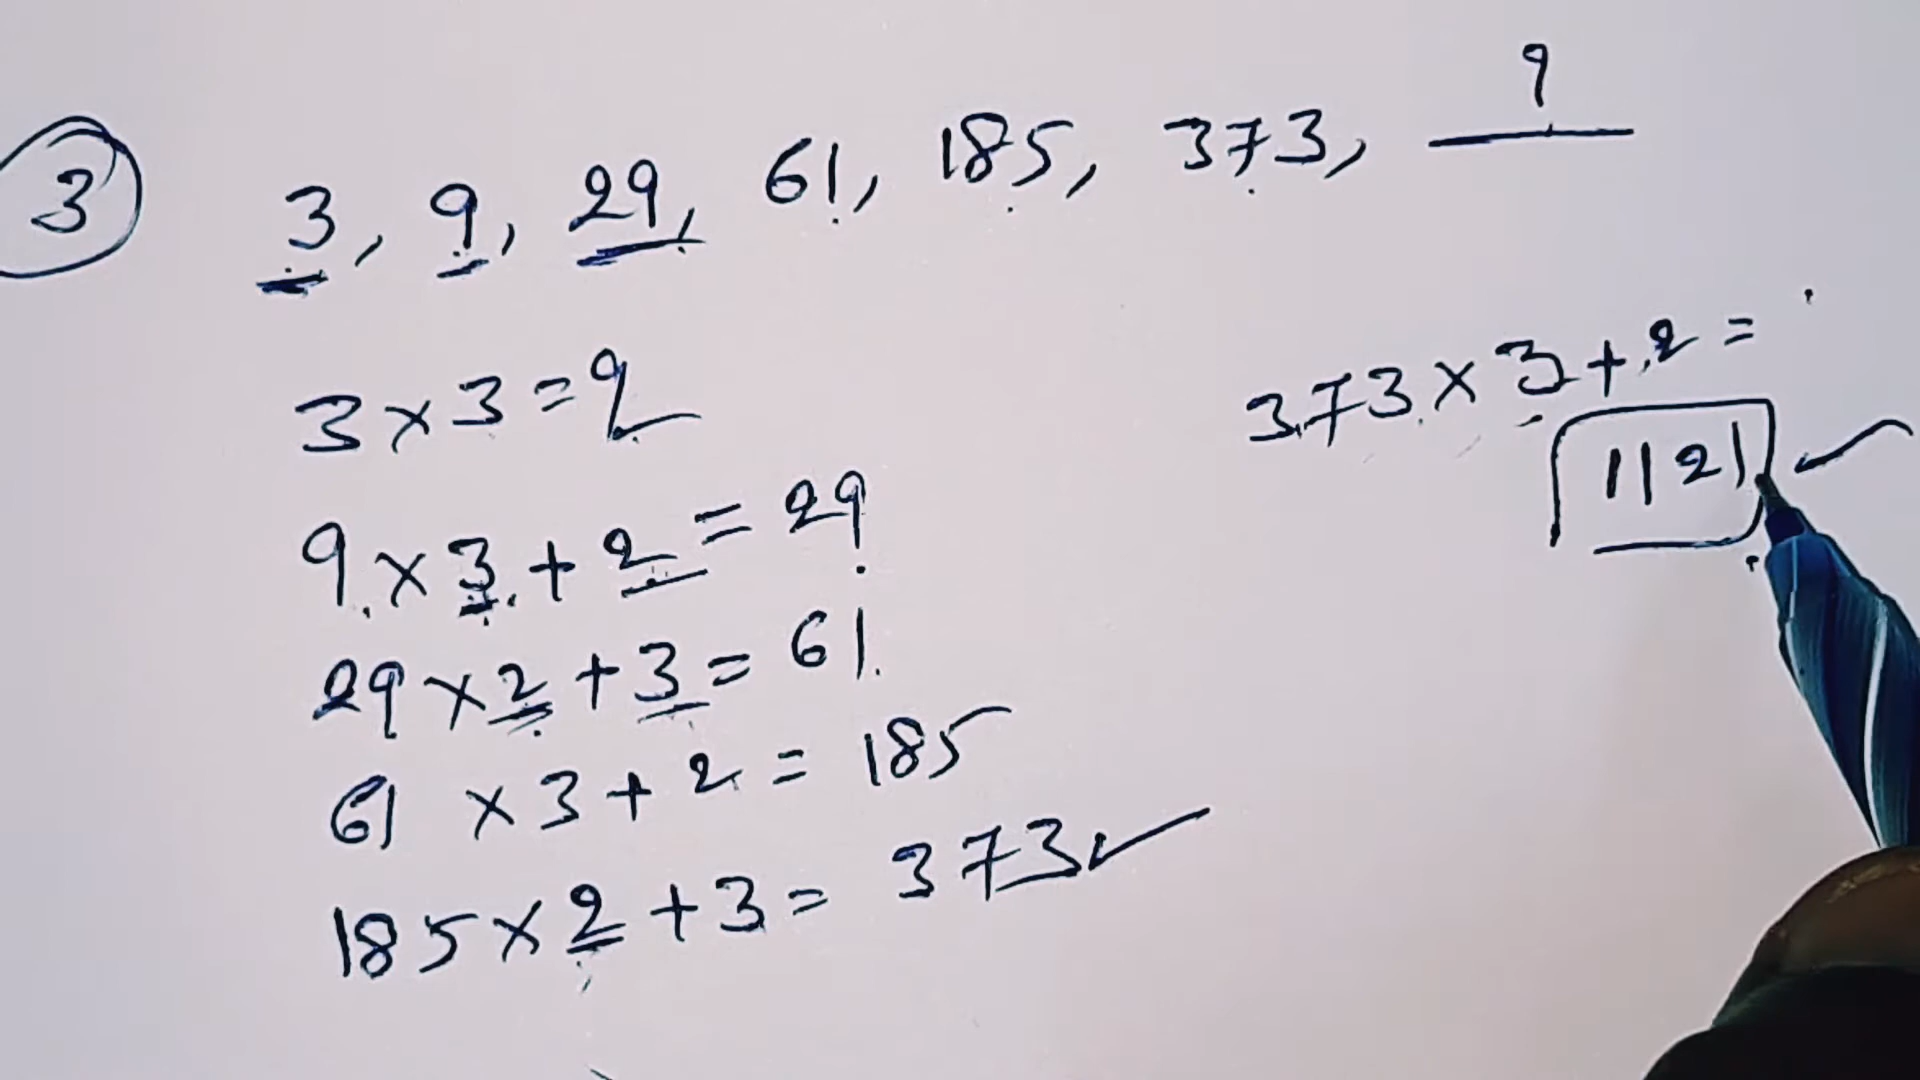 3
3, 9, 29, 61, 185, 373, ?
3 × 3 = 9
9 × 3 + 2 = 29
29 × 2 + 3 = 61
61 × 3 + 2 = 185
185 × 2 + 3 = 373 ✓
373 × 3 + 2 =
1121 ✓